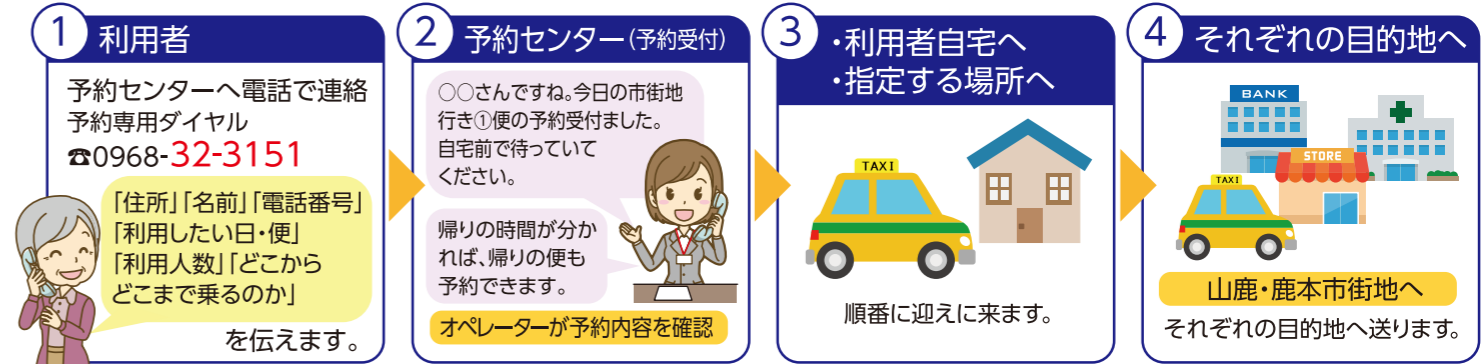 1 利用者
予約センターへ電話で連絡
予約専用ダイヤル
☎0968-32-3151
「住所」「名前」「電話番号」
「利用したい日・便」
「利用人数」「どこから
どこまで乗るのか」
を伝えます。
2 予約センター(予約受付)
○○さんですね。今日の市街地
行き①便の予約受付ました。
自宅前で待っていて
ください。
帰りの時間が分か
れば、帰りの便も
予約できます。
オペレーターが予約内容を確認
3 ・利用者自宅へ
・指定する場所へ
TAXI
順番に迎えに来ます。
4 それぞれの目的地へ
BANK
STORE
TAXI
山鹿・鹿本市街地へ
それぞれの目的地へ送ります。